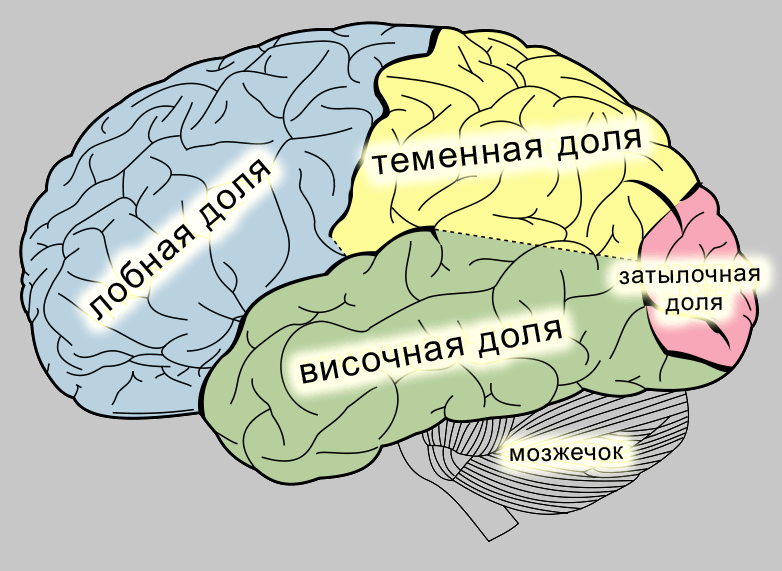 лобная доля
теменная доля
затылочная
доля
височная доля
мозжечок